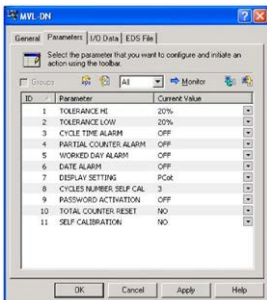 MVL-DN
General Parameters I/O Data EDS File
Select the parameter that you want to configure and initiate an
action using the toolbar.
Groups All Monitor
ID Parameter Current Value
1 TOLERANCE HI 20%
2 TOLERANCE LOW 20%
3 CYCLE TIME ALARM OFF
4 PARTIAL COUNTER ALARM OFF
5 WORKED DAY ALARM OFF
6 DATE ALARM OFF
7 DISPLAY SETTING PCot
8 CYCLES NUMBER SELF CAL 3
9 PASSWORD ACTIVATION OFF
10 TOTAL COUNTER RESET NO
11 SELF CALIBRATION NO
OK Cancel Apply Help